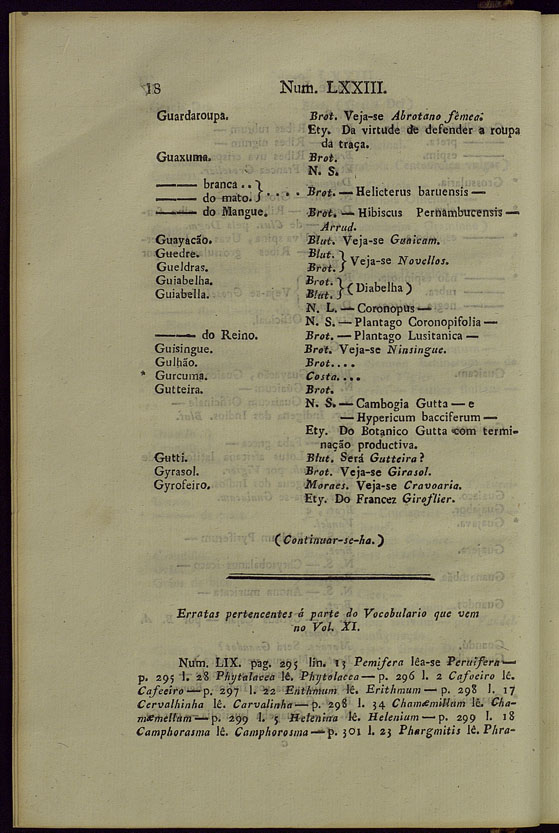 18 Num. LXXIII.
Guardaroupa. Brot. Veja-se Abrotano fêmea.
Ety. Da virtude de defender a roupa
da traça.
Guaxuma. Brot.
N. S.
——— branca .. }
——— do mato. } .... Brot. — Helicterus baruensis —
——— do Mangue. Brot. — Hibiscus Pernambucensis —
Arrud.
Guayacão. Blut. Veja-se Guaicam.
Guedre. Blut. }
Gueldras. Brot. } Veja-se Novellos.
Guiabelha. Brot. }
Guiabella. Blut. } ( Diabelha )
N. L. — Coronopus —
N. S. — Plantago Coronopifolia —
——— do Reino. Brot. — Plantago Lusitanica —
Guisingue. Brot. Veja-se Ninsingue.
Gulhão. Brot....
* Gurcuma. Costa....
Gutteira. Brot.
N. S. — Cambogia Gutta — e
— Hypericum bacciferum —
Ety. Do Botanico Gutta com termi-
nação productiva.
Gutti. Blut. Será Gutteira?
Gyrasol. Brot. Veja-se Girasol.
Gyrofeiro. Moraes. Veja-se Cravoaria.
Ety. Do Francez Giroflier.
( Continuar-se-ha. )
Erratas pertencentes á parte do Vocobulario que vem
no Vol. XI.
Num. LIX. pag. 295 lin. 13 Pemifera lêa-se Peruifera —
p. 295 l. 28 Phytalacca lê. Phytolacca — p. 296 l. 2 Cafoeiro lê.
Cafeeiro — p. 297 l. 22 Enthmum lê. Erithmum — p. 298 l. 17
Cervalhinha lê. Carvalinha — p. 298 l. 34 Chamæmillum lê. Cha-
mæmellum — p. 299 l. 5 Helenina lê. Helenium — p. 299 l. 18
Camphorasma lê. Camphorosma — p. 301 l. 23 Phargmitis lê. Phra-